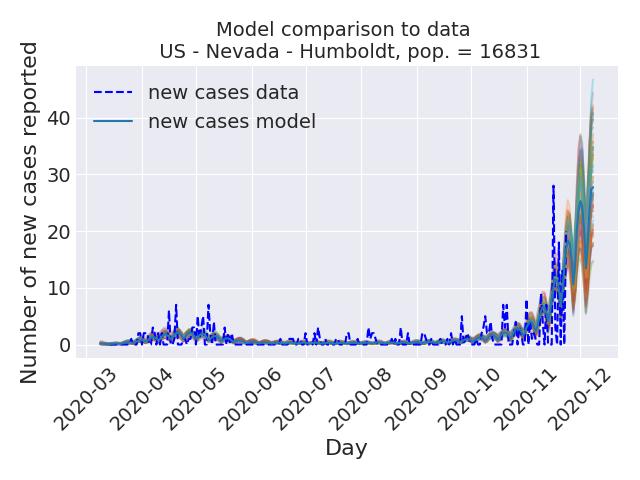 Model comparison to data
US - Nevada - Humboldt, pop. = 16831
Number of new cases reported
40
30
20
10
0
new cases data
new cases model
2020-03
2020-04
2020-05
2020-06
2020-07
2020-08
2020-09
2020-10
2020-11
2020-12
Day